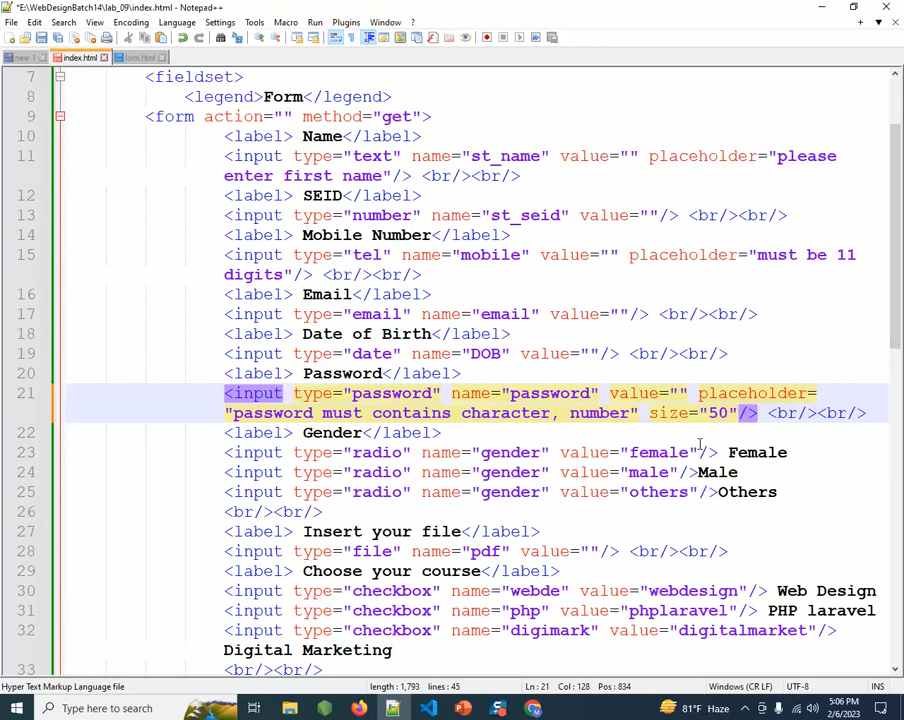 *E:\WebDesignBatch14\lab_09\index.html - Notepad++
File Edit Search View Encoding Language Settings Tools Macro Run Plugins Window ?
new 1 index.html form.html
7 <fieldset>
8 <legend>Form</legend>
9 <form action="" method="get">
10 <label> Name</label>
11 <input type="text" name="st_name" value="" placeholder="please
enter first name"/> <br/><br/>
12 <label> SEID</label>
13 <input type="number" name="st_seid" value=""/> <br/><br/>
14 <label> Mobile Number</label>
15 <input type="tel" name="mobile" value="" placeholder="must be 11
digits"/> <br/><br/>
16 <label> Email</label>
17 <input type="email" name="email" value=""/> <br/><br/>
18 <label> Date of Birth</label>
19 <input type="date" name="DOB" value=""/> <br/><br/>
20 <label> Password</label>
21 <input type="password" name="password" value="" placeholder=
"password must contains character, number" size="50"/> <br/><br/>
22 <label> Gender</label>
23 <input type="radio" name="gender" value="female"/> Female
24 <input type="radio" name="gender" value="male"/>Male
25 <input type="radio" name="gender" value="others"/>Others
26 <br/><br/>
27 <label> Insert your file</label>
28 <input type="file" name="pdf" value=""/> <br/><br/>
29 <label> Choose your course</label>
30 <input type="checkbox" name="webde" value="webdesign"/> Web Design
31 <input type="checkbox" name="php" value="phplaravel"/> PHP laravel
32 <input type="checkbox" name="digimark" value="digitalmarket"/>
Digital Marketing
33 <br/><br/>
Hyper Text Markup Language file length : 1,793 lines : 45 Ln : 21 Col : 128 Pos : 834 Windows (CR LF) UTF-8 INS
Type here to search 81°F Haze 5:06 PM
2/6/2023